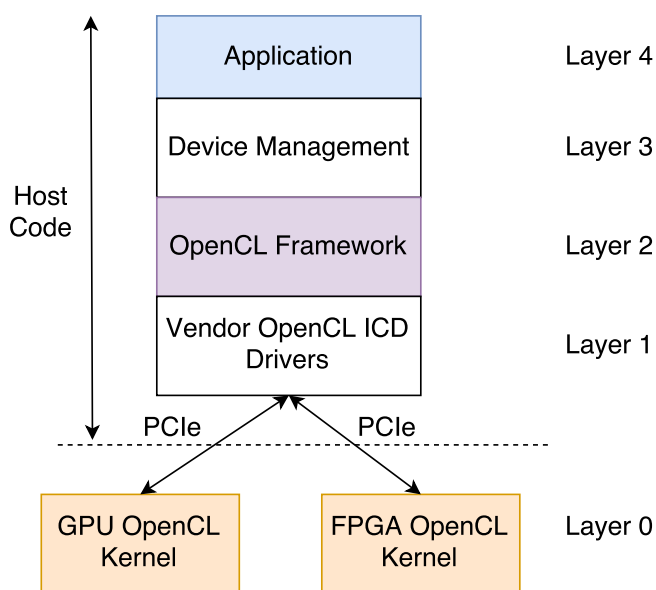 Application
Layer 4
Device Management
Layer 3
Host
Code
OpenCL Framework
Layer 2
Vendor OpenCL ICD
Drivers
Layer 1
PCIe
PCIe
GPU OpenCL
Kernel
FPGA OpenCL
Kernel
Layer 0